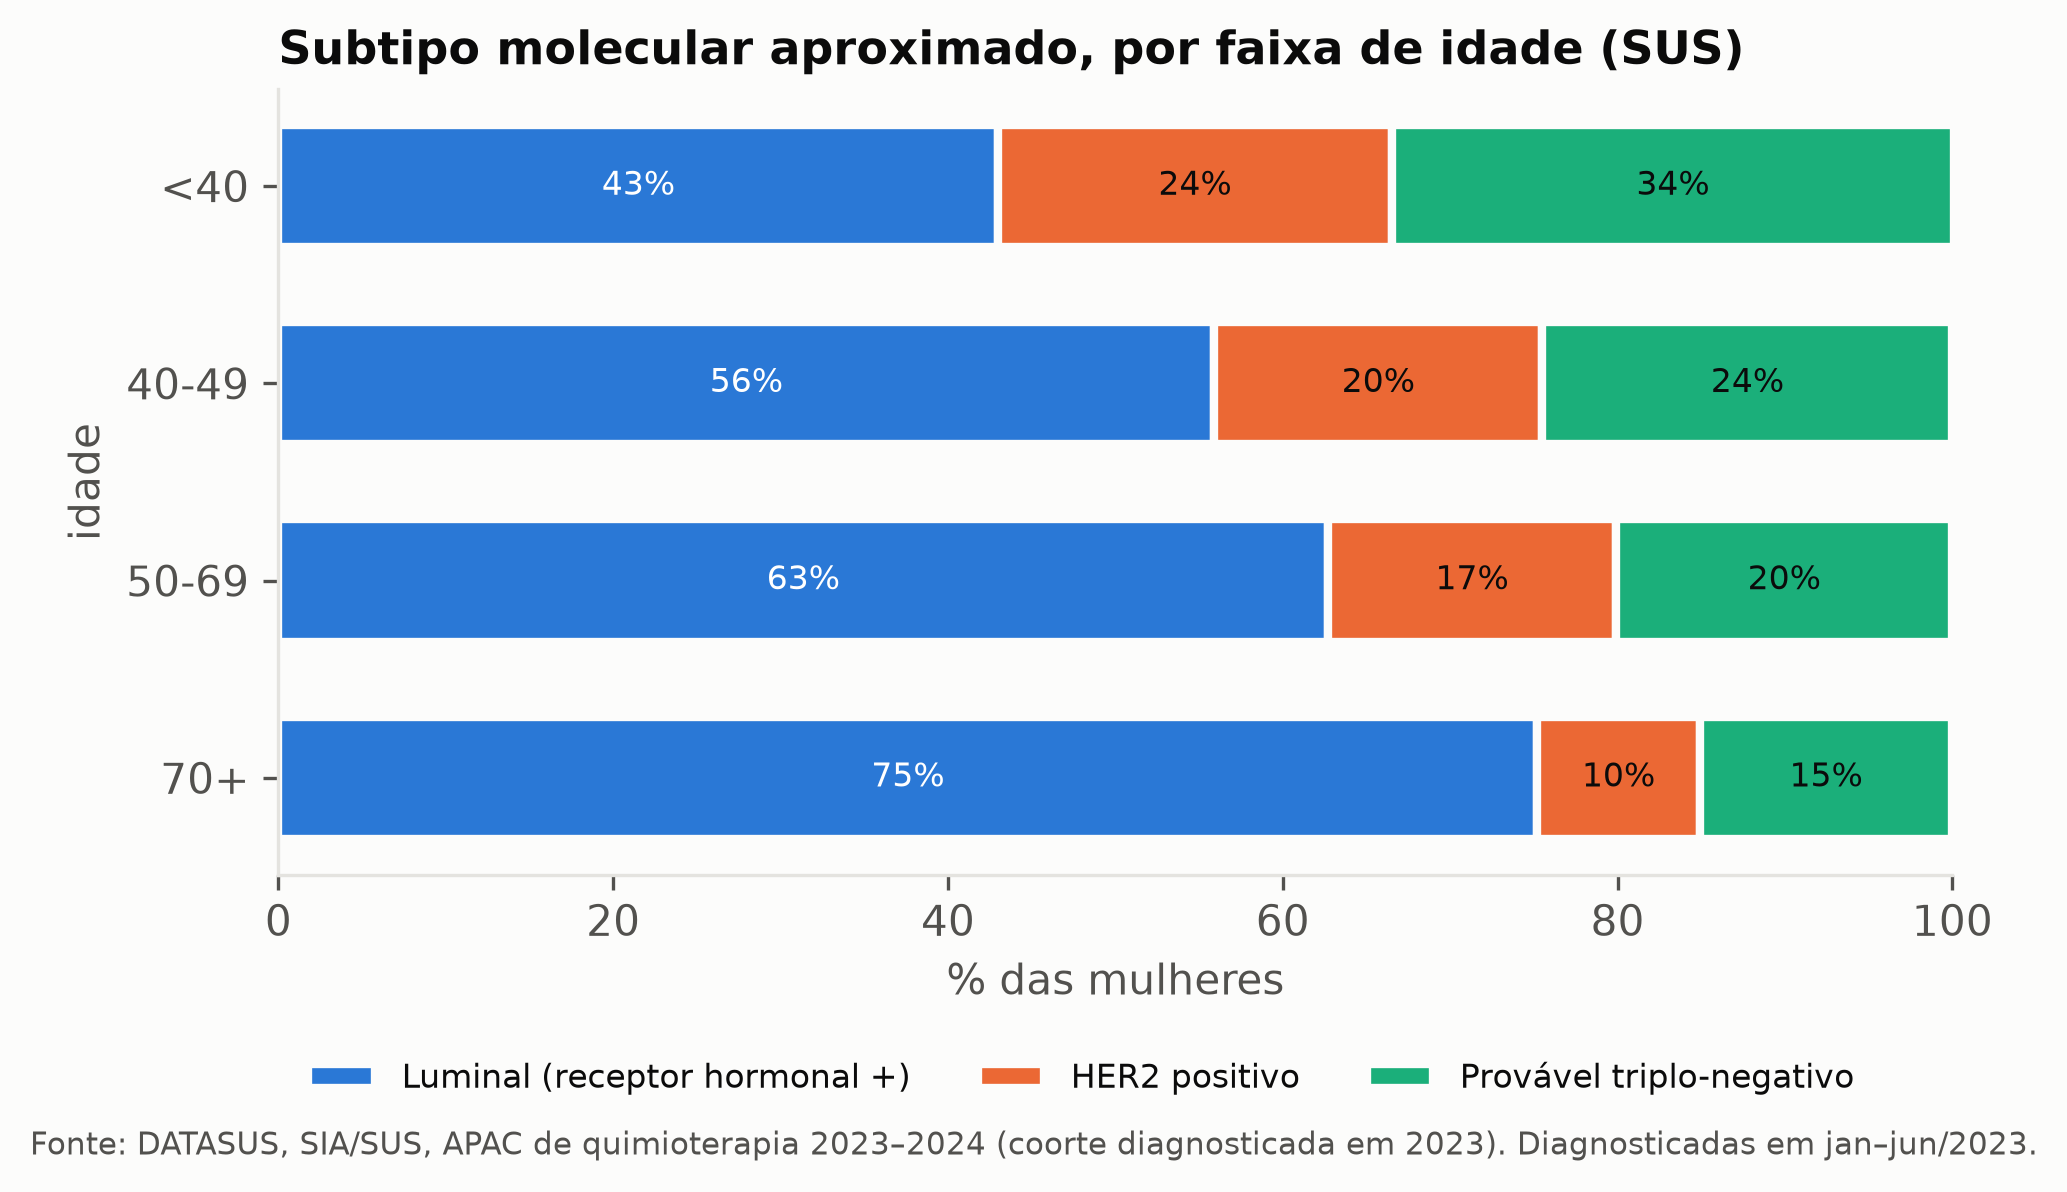 Subtipo molecular aproximado, por faixa de idade (SUS)
<40
43%
24%
34%
40-49
56%
20%
24%
idade
50-69
63%
17%
20%
70+
75%
10%
15%
0 20 40 60 80 100
% das mulheres
Luminal (receptor hormonal +) HER2 positivo Provável triplo-negativo
Fonte: DATASUS, SIA/SUS, APAC de quimioterapia 2023–2024 (coorte diagnosticada em 2023). Diagnosticadas em jan–jun/2023.